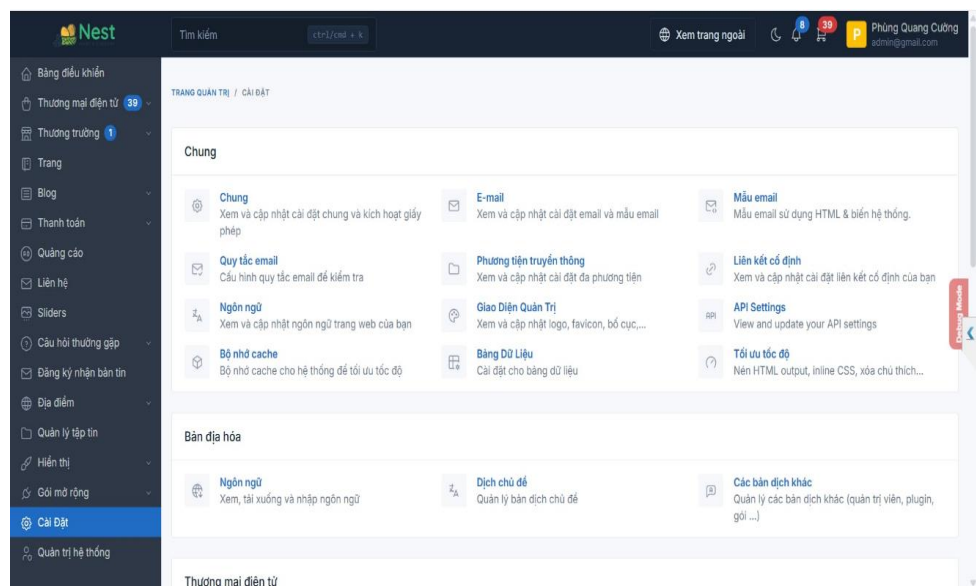 Nest
Tìm kiếm
ctrl/cmd + k
Xem trang ngoài
8
39
P
Phùng Quang Cường
admin@gmail.com
Bảng điều khiển
Thương mại điện tử 39
Thương trường 1
Trang
Blog
Thanh toán
Quảng cáo
Liên hệ
Sliders
Câu hỏi thường gặp
Đăng ký nhận bản tin
Địa điểm
Quản lý tập tin
Hiển thị
Gói mở rộng
Cài Đặt
Quản trị hệ thống
TRANG QUẢN TRỊ / CÀI ĐẶT
Chung
Chung
Xem và cập nhật cài đặt chung và kích hoạt giấy
phép
E-mail
Xem và cập nhật cài đặt email và mẫu email
Mẫu email
Mẫu email sử dụng HTML & biến hệ thống.
Quy tắc email
Cấu hình quy tắc email để kiểm tra
Phương tiện truyền thông
Xem và cập nhật cài đặt đa phương tiện
Liên kết cố định
Xem và cập nhật cài đặt liên kết cố định của bạn
Ngôn ngữ
Xem và cập nhật ngôn ngữ trang web của bạn
Giao Diện Quản Trị
Xem và cập nhật logo, favicon, bố cục,...
API
API Settings
View and update your API settings
Bộ nhớ cache
Bộ nhớ cache cho hệ thống để tối ưu tốc độ
Bảng Dữ Liệu
Cài đặt cho bảng dữ liệu
Tối ưu tốc độ
Nén HTML output, inline CSS, xóa chú thích...
Debug Mode
Bản địa hóa
Ngôn ngữ
Xem, tải xuống và nhập ngôn ngữ
Dịch chủ đề
Quản lý bản dịch chủ đề
Các bản dịch khác
Quản lý các bản dịch khác (quản trị viên, plugin,
gói ...)
Thương mại điện tử